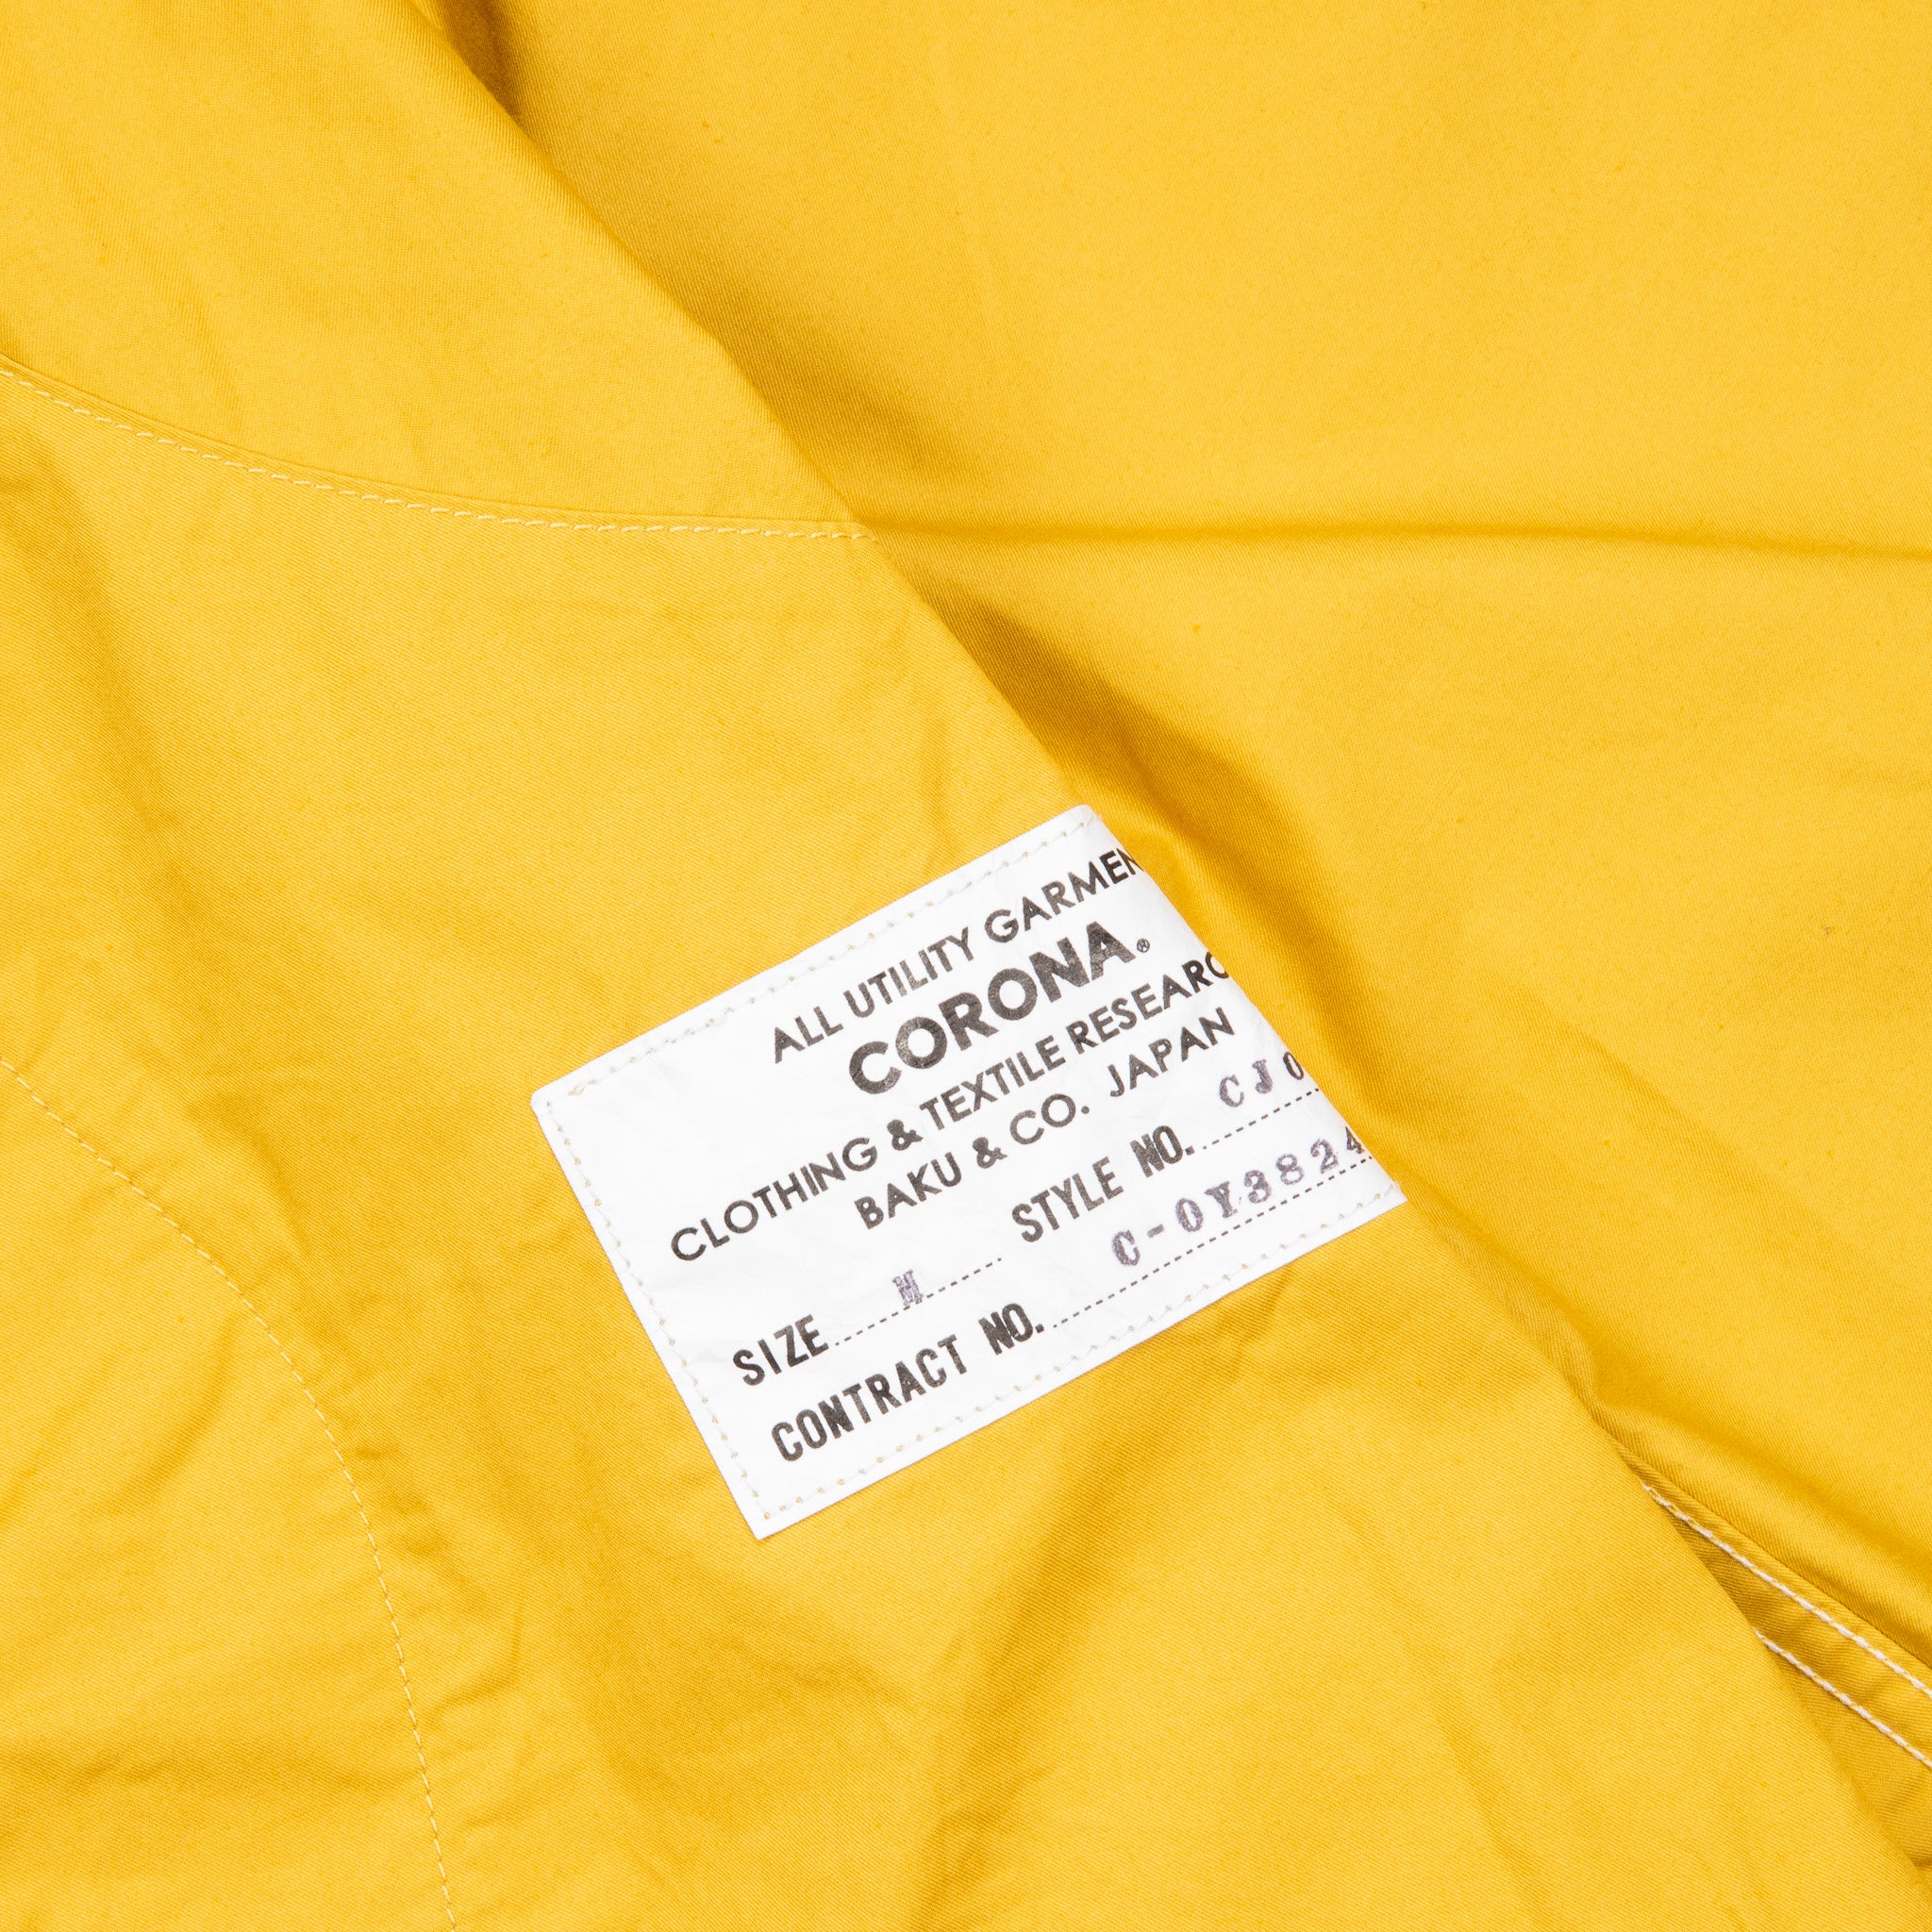 ALL UTILITY GARMEN
CORONA.®
CLOTHING & TEXTILE RESEARC
BAKU & CO. JAPAN
SIZE M STYLE NO. CJ0
CONTRACT NO. C-0Y3824